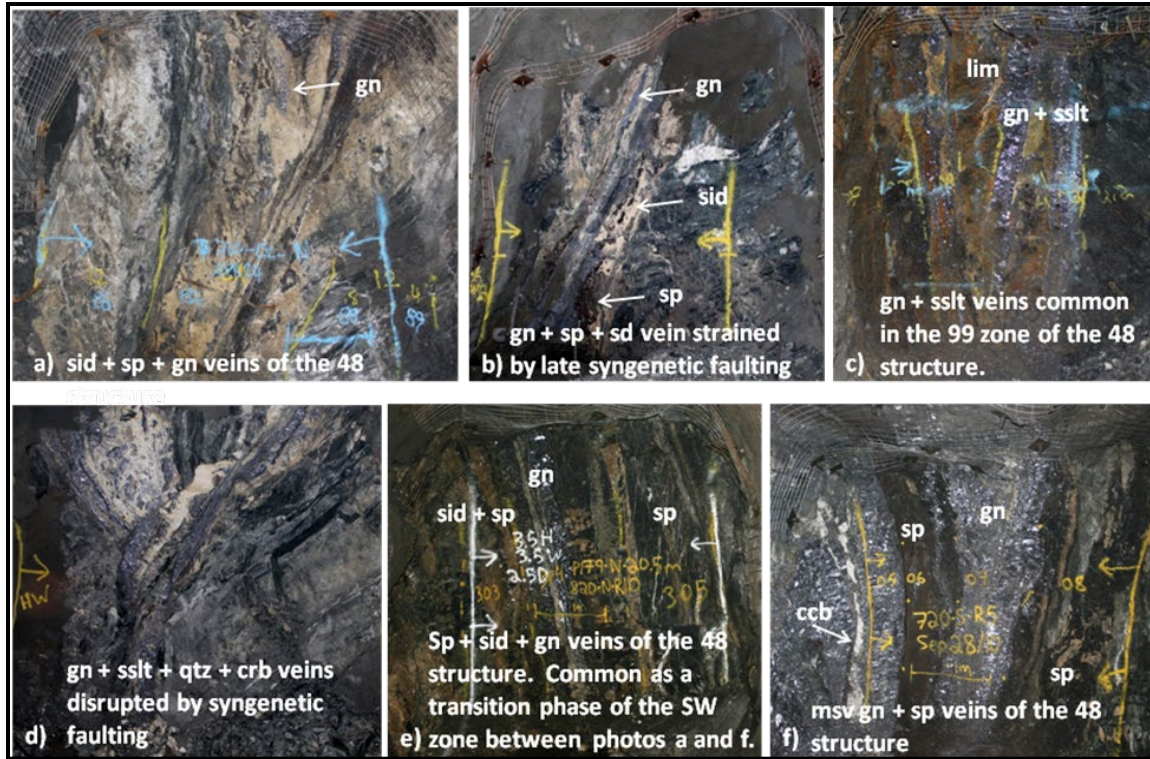 gn
a) sid + sp + gn veins of the 48
structure
gn
sid
sp
gn + sp + sd vein strained
b) by late syngenetic faulting
lim
gn + sslt
gn + sslt veins common
in the 99 zone of the 48
c) structure.
HW
gn + sslt + qtz + crb veins
disrupted by syngenetic
d) faulting
gn
sid + sp
sp
3.5H
3.5W
2.5D
303
305
Sp + sid + gn veins of the 48
structure. Common as a
transition phase of the SW
e) zone between photos a and f.
gn
sp
05 06 07 08
720-S-R5
1m
ccb
sp
msv gn + sp veins of the 48
f) structure